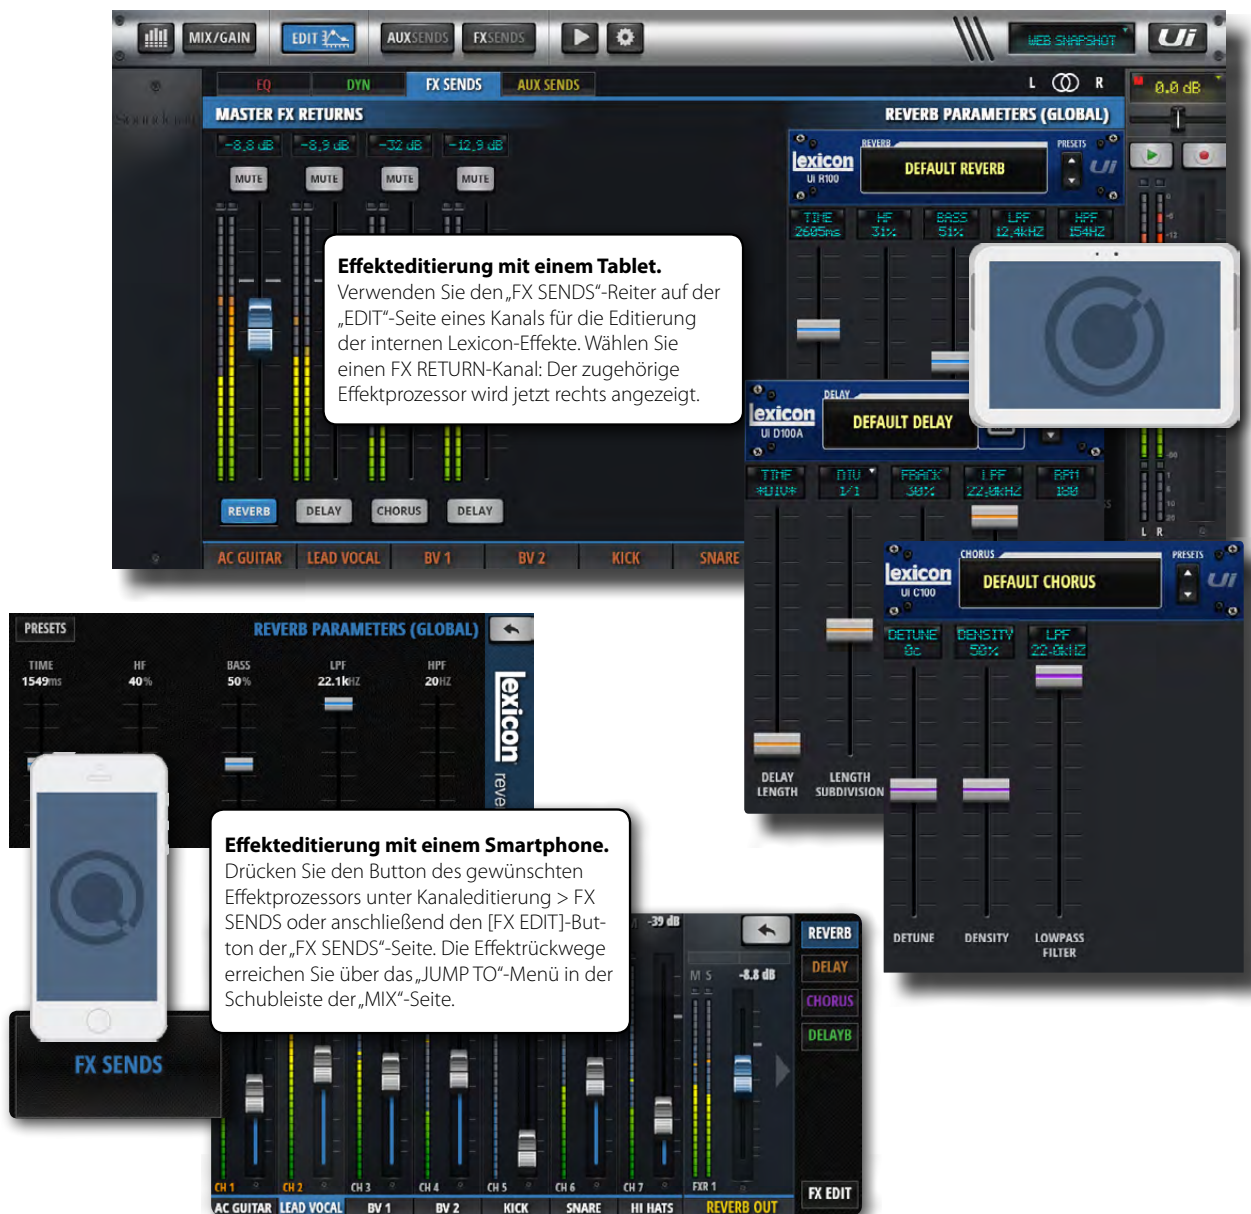 MIX/GAIN EDIT AUXSENDS FXSENDS WEB SNAPSHOT Ui
EQ DYN FX SENDS AUX SENDS L R 0.0 dB
MASTER FX RETURNS REVERB PARAMETERS (GLOBAL)
-8,8 dB -8,9 dB -32 dB -12,9 dB
MUTE MUTE MUTE MUTE
lexicon
UI R100
REVERB
DEFAULT REVERB
PRESETS
Ui
TIME HF BASS LPF HPF
2605ms 31% 51% 12,4kHZ 154HZ
Effekteditierung mit einem Tablet.
Verwenden Sie den „FX SENDS“-Reiter auf der
„EDIT“-Seite eines Kanals für die Editierung
der internen Lexicon-Effekte. Wählen Sie
einen FX RETURN-Kanal: Der zugehörige
Effektprozessor wird jetzt rechts angezeigt.
lexicon
UI D100A
DELAY
DEFAULT DELAY
TIME DIV FBACK LPF BPM
*DIV* 1/1 30% 22,0kHZ 180
REVERB DELAY CHORUS DELAY
L R
AC GUITAR LEAD VOCAL BV 1 BV 2 KICK SNARE
DELAY LENGTH
LENGTH SUBDIVISION
lexicon
UI C100
CHORUS
DEFAULT CHORUS
PRESETS
Ui
DETUNE DENSITY LPF
0c 50% 22.0kHZ
DETUNE DENSITY LOWPASS
FILTER
PRESETS REVERB PARAMETERS (GLOBAL)
TIME HF BASS LPF HPF
1549ms 40% 50% 22.1kHZ 20HZ
lexicon
Effekteditierung mit einem Smartphone.
Drücken Sie den Button des gewünschten
Effektprozessors unter Kanaleditierung > FX
SENDS oder anschließend den [FX EDIT]-But-
ton der „FX SENDS“-Seite. Die Effektrückwege
erreichen Sie über das „JUMP TO“-Menü in der
Schubleiste der „MIX“-Seite.
FX SENDS
-39 dB
M S -8.8 dB
REVERB
DELAY
CHORUS
DELAYB
CH 1 CH 2 CH 3 CH 4 CH 5 CH 6 CH 7 FXR 1
FX EDIT
AC GUITAR LEAD VOCAL BV 1 BV 2 KICK SNARE HI HATS REVERB OUT